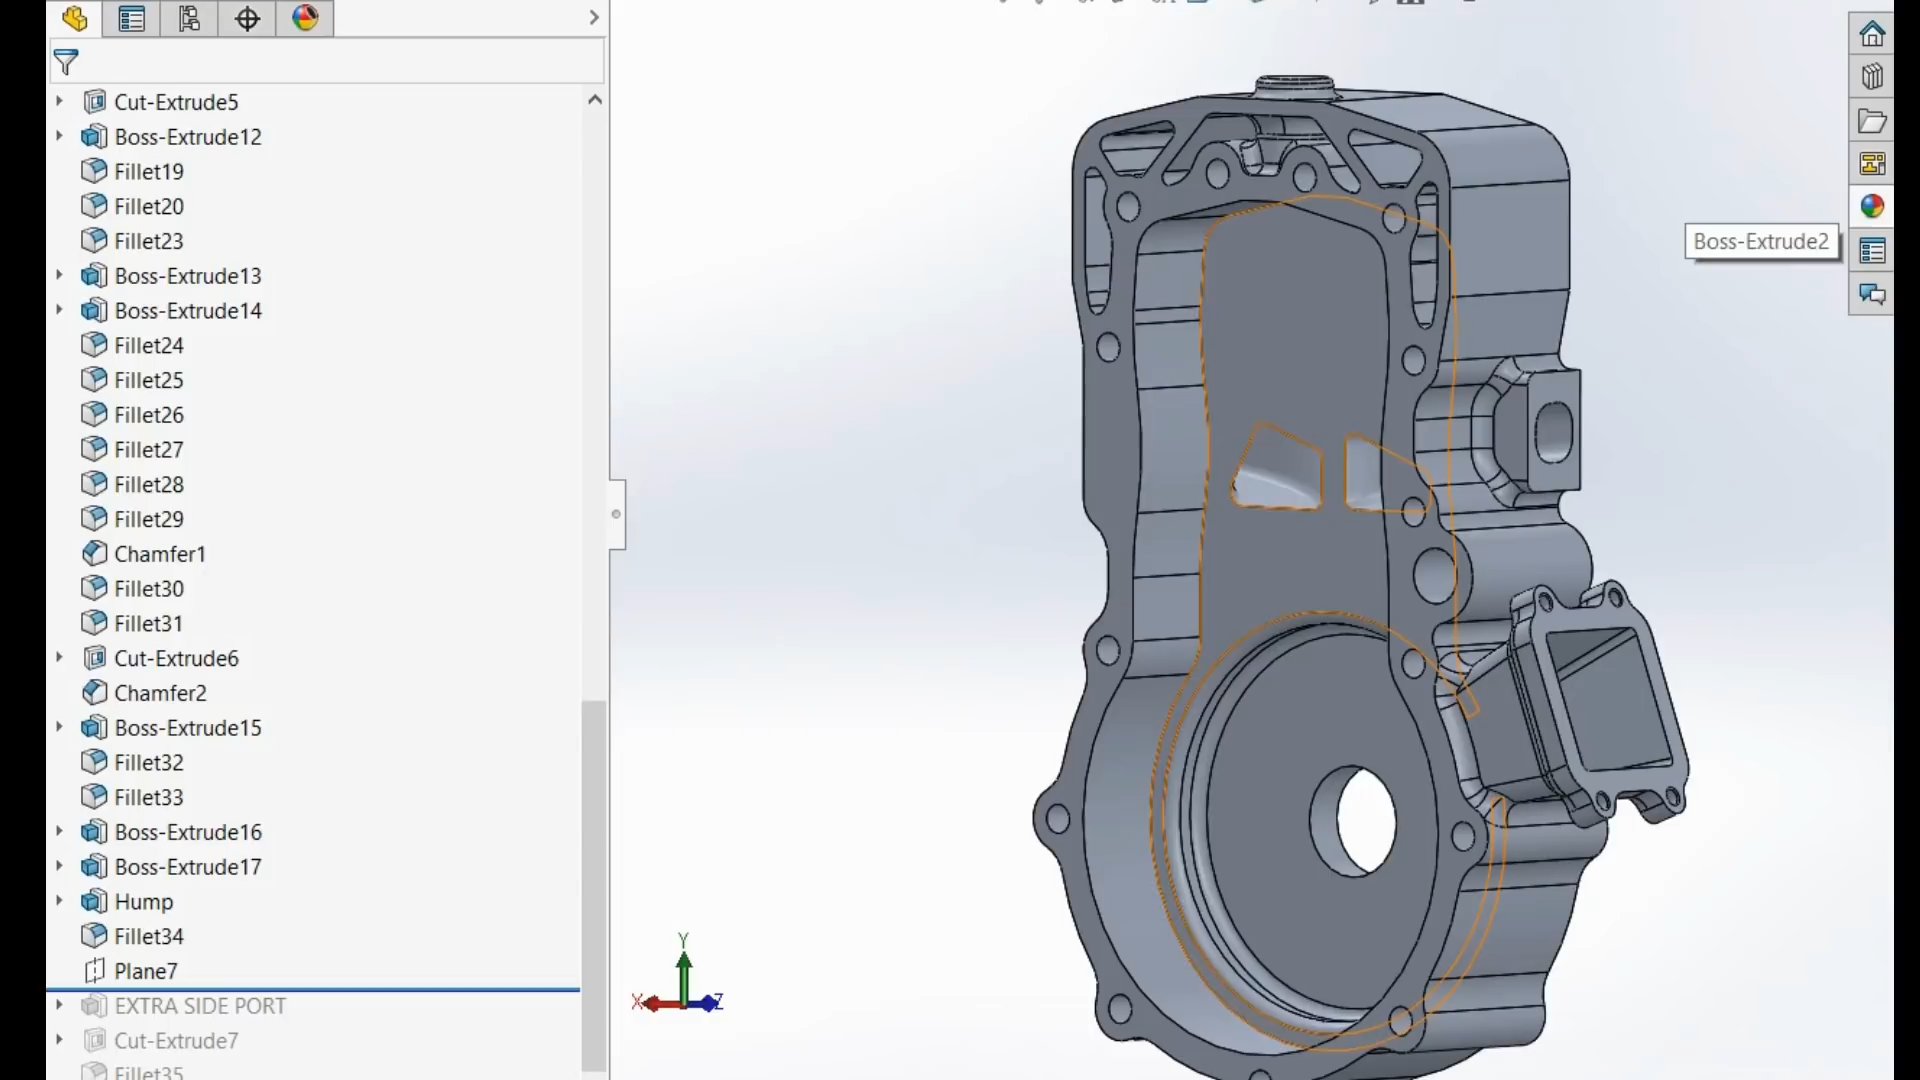 Cut-Extrude5
Boss-Extrude12
Fillet19
Fillet20
Fillet23
Boss-Extrude13
Boss-Extrude14
Fillet24
Fillet25
Fillet26
Fillet27
Fillet28
Fillet29
Chamfer1
Fillet30
Fillet31
Cut-Extrude6
Chamfer2
Boss-Extrude15
Fillet32
Fillet33
Boss-Extrude16
Boss-Extrude17
Hump
Fillet34
Plane7
EXTRA SIDE PORT
Cut-Extrude7
Fillet35
Boss-Extrude2
Y
X
Z